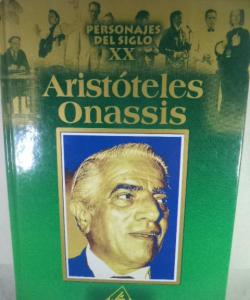 PERSONAJES
DEL SIGLO
XX
Aristóteles
Onassis